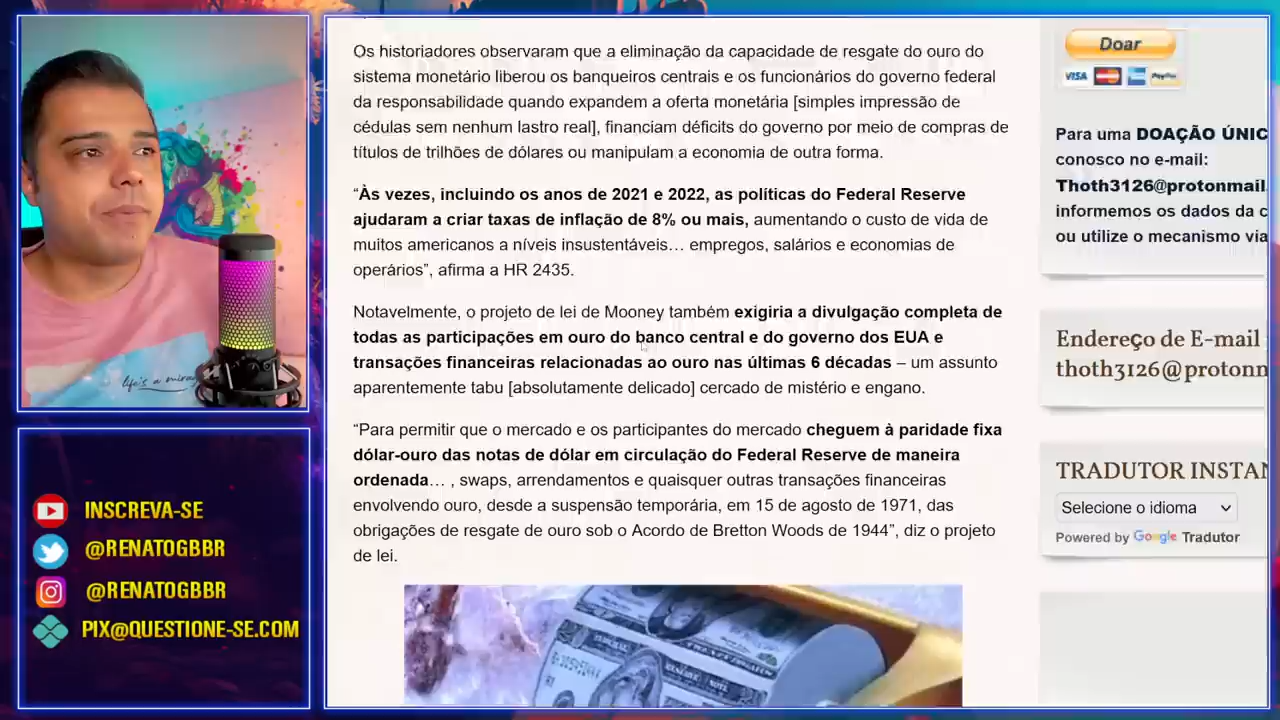 Os historiadores observaram que a eliminação da capacidade de resgate do ouro do
sistema monetário liberou os banqueiros centrais e os funcionários do governo federal
da responsabilidade quando expandem a oferta monetária [simples impressão de
cédulas sem nenhum lastro real], financiam déficits do governo por meio de compras de
títulos de trilhões de dólares ou manipulam a economia de outra forma.
“Às vezes, incluindo os anos de 2021 e 2022, as políticas do Federal Reserve
ajudaram a criar taxas de inflação de 8% ou mais, aumentando o custo de vida de
muitos americanos a níveis insustentáveis… empregos, salários e economias de
operários”, afirma a HR 2435.
Notavelmente, o projeto de lei de Mooney também exigiria a divulgação completa de
todas as participações em ouro do banco central e do governo dos EUA e
transações financeiras relacionadas ao ouro nas últimas 6 décadas – um assunto
aparentemente tabu [absolutamente delicado] cercado de mistério e engano.
“Para permitir que o mercado e os participantes do mercado cheguem à paridade fixa
dólar-ouro das notas de dólar em circulação do Federal Reserve de maneira
ordenada… , swaps, arrendamentos e quaisquer outras transações financeiras
envolvendo ouro, desde a suspensão temporária, em 15 de agosto de 1971, das
obrigações de resgate de ouro sob o Acordo de Bretton Woods de 1944”, diz o projeto
de lei.
Doar
VISA PayPal
Para uma DOAÇÃO ÚNIC
conosco no e-mail:
Thoth3126@protonmail.
informemos os dados da c
ou utilize o mecanismo via
Endereço de E-mail
thoth3126@protonm
TRADUTOR INSTAN
Selecione o idioma
Powered by Google Tradutor
life's a mirac
INSCREVA-SE
@RENATOGBBR
@RENATOGBBR
PIX@QUESTIONE-SE.COM